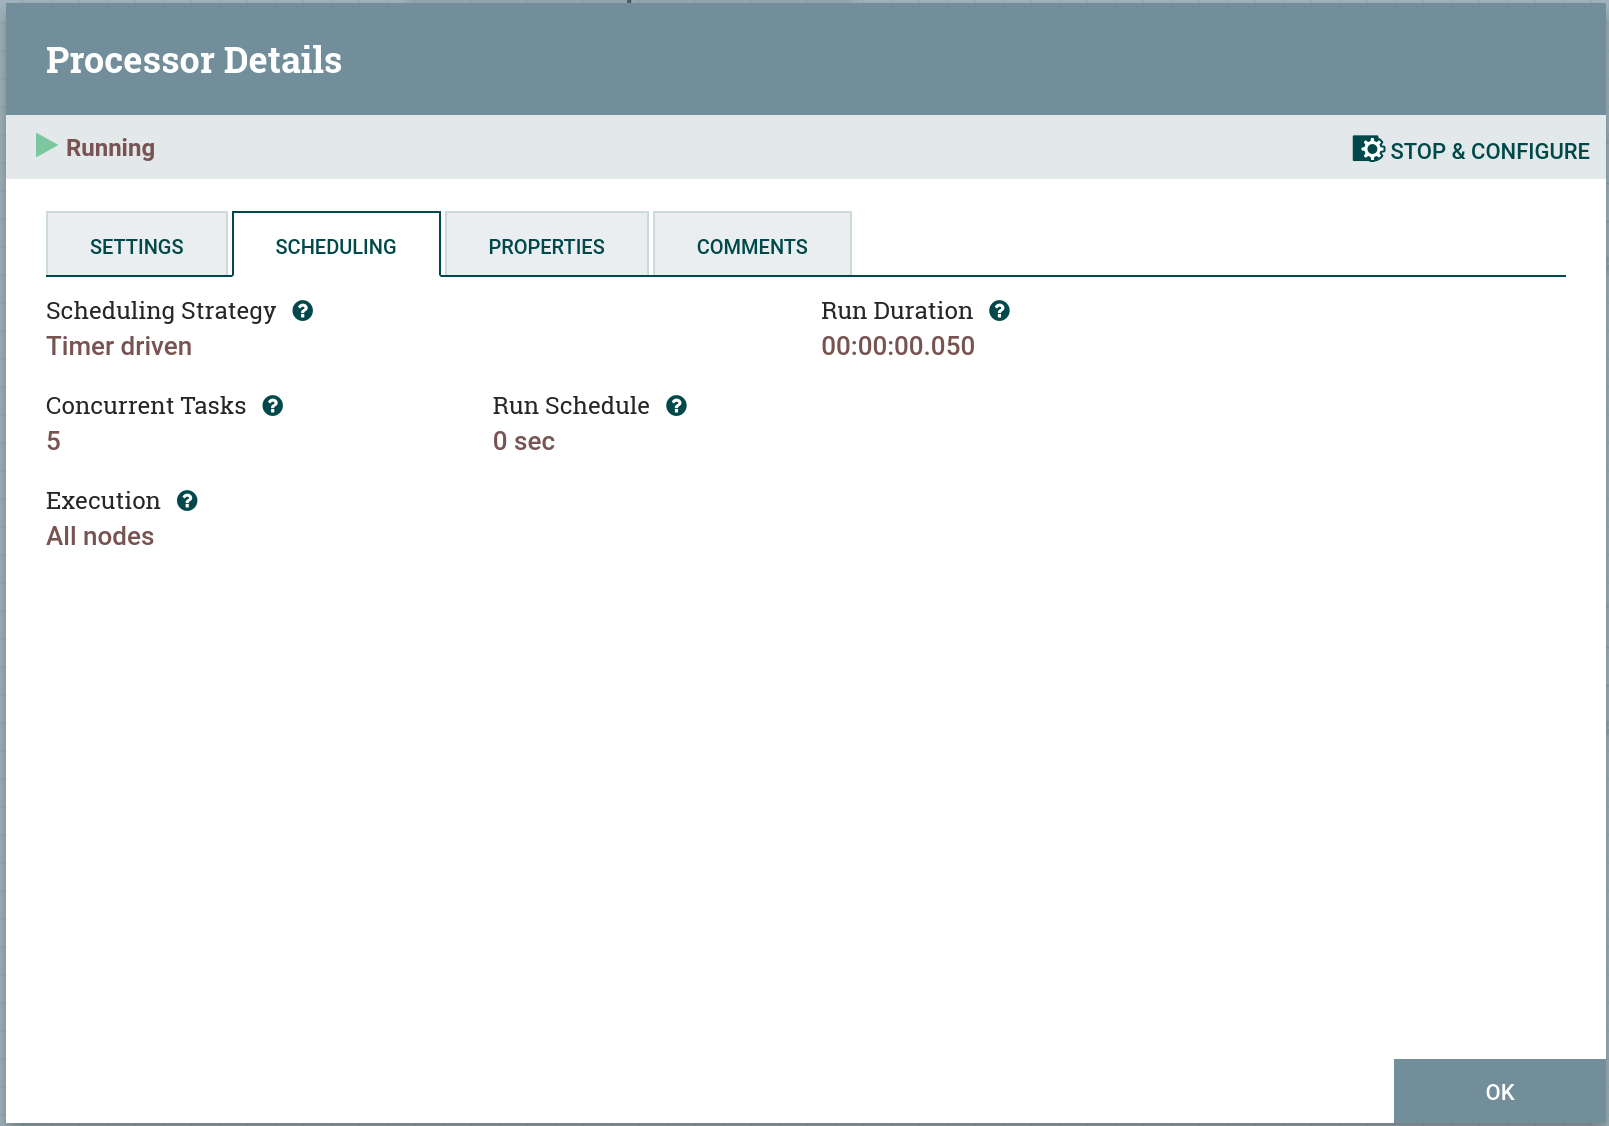 Processor Details
Running
STOP & CONFIGURE
SETTINGS SCHEDULING PROPERTIES COMMENTS
Scheduling Strategy ?
Timer driven
Run Duration ?
00:00:00.050
Concurrent Tasks ?
5
Run Schedule ?
0 sec
Execution ?
All nodes
OK